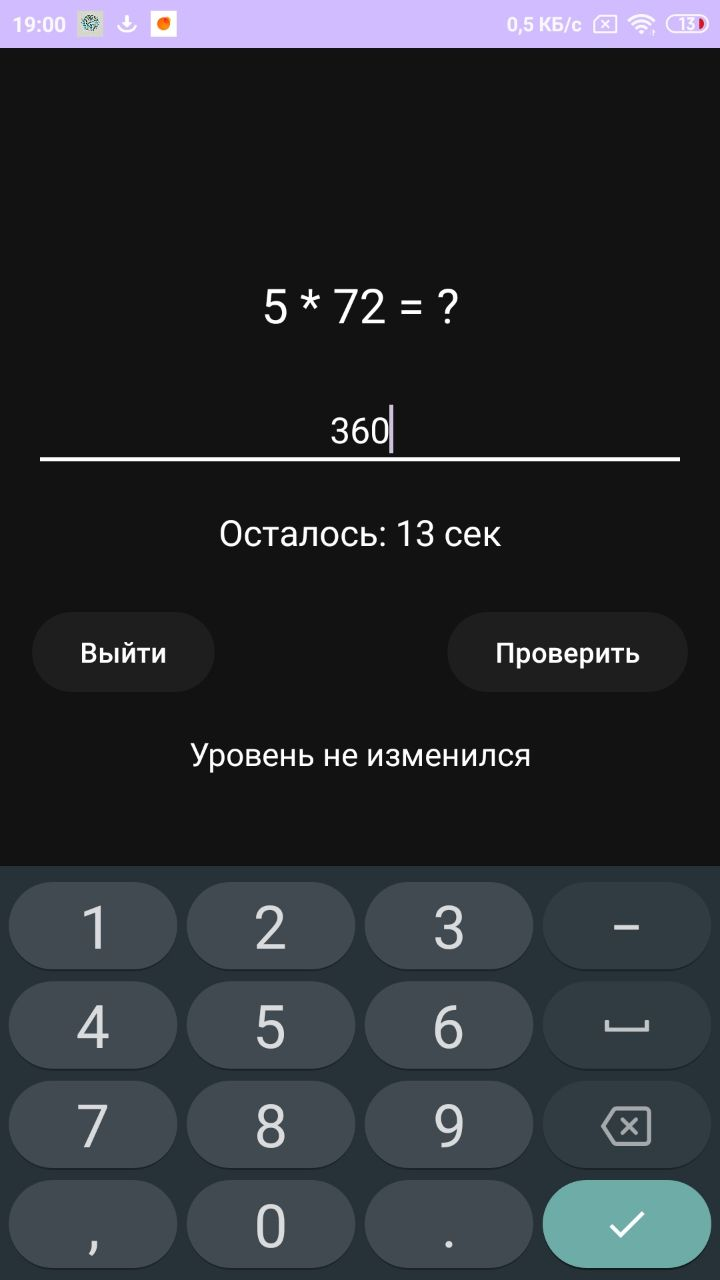 19:00 0,5 КБ/с 13
5 * 72 = ?
360
Осталось: 13 сек
Выйти Проверить
Уровень не изменился
1 2 3 −
4 5 6
7 8 9
, 0 .